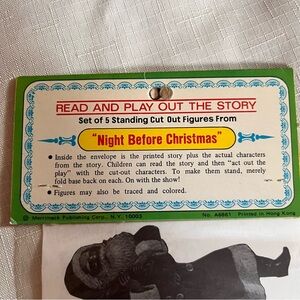 READ AND PLAY OUT THE STORY
Set of 5 Standing Cut Out Figures From
"Night Before Christmas"
● Inside the envelope is the printed story plus the actual characters
from the story. Children can read the story and then "act out the
play" with the cut-out characters. To make them stand, merely
fold base back on each. On with the show!
● Figures may also be traced and colored.
© Merrimack Publishing Corp., N.Y. 10003 No. A6861 Printed in Hong Kong